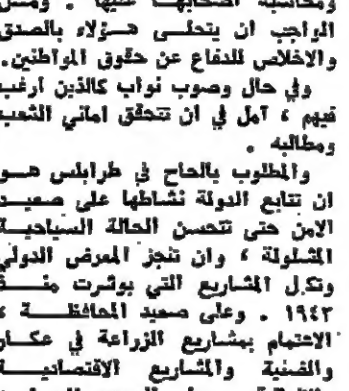 ومحاسبة اصحابها عليها . ومن
الواجب ان يتحلى هؤلاء بالصدق
والاخلاص للدفاع عن حقوق المواطنين.
وفي حال وصوب نواب كالذين ارغب
فيهم ، آمل في ان تتحقق اماني الشعب
ومطالبه .
والمطلوب بالحاح في طرابلس هو
ان تتابع الدولة نشاطها على صعيد
الامن حتى تتحسن الحالة السياحية
المشلولة ، وان تنجز المعرض الدولي
وتكمل المشاريع التي بوشرت منذ
١٩٤٢ . وعلى صعيد المحافظة ،
الاهتمام بمشاريع الزراعة في عكار
والضنية والمشاريع الاقتصادية